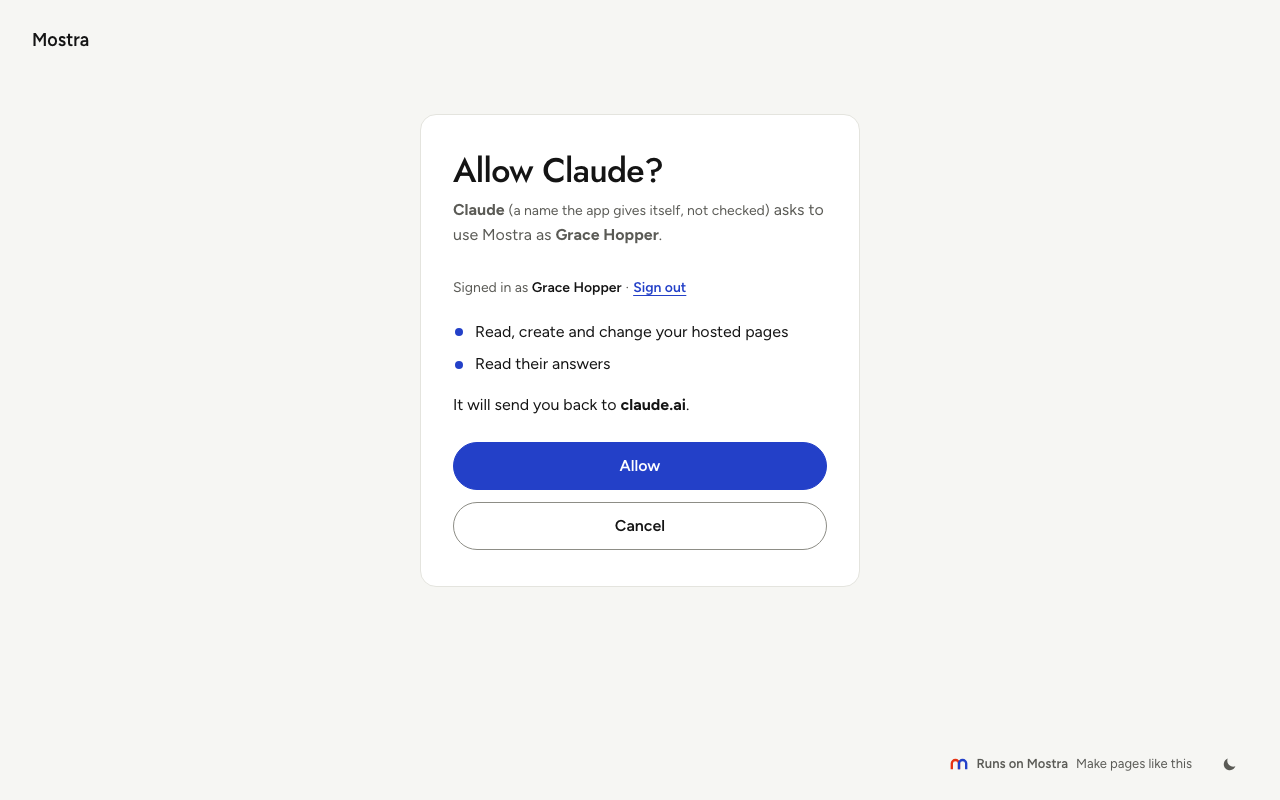 Mostra
Allow Claude?
Claude (a name the app gives itself, not checked) asks to
use Mostra as Grace Hopper.
Signed in as Grace Hopper · Sign out
Read, create and change your hosted pages
Read their answers
It will send you back to claude.ai.
Allow
Cancel
Runs on Mostra Make pages like this